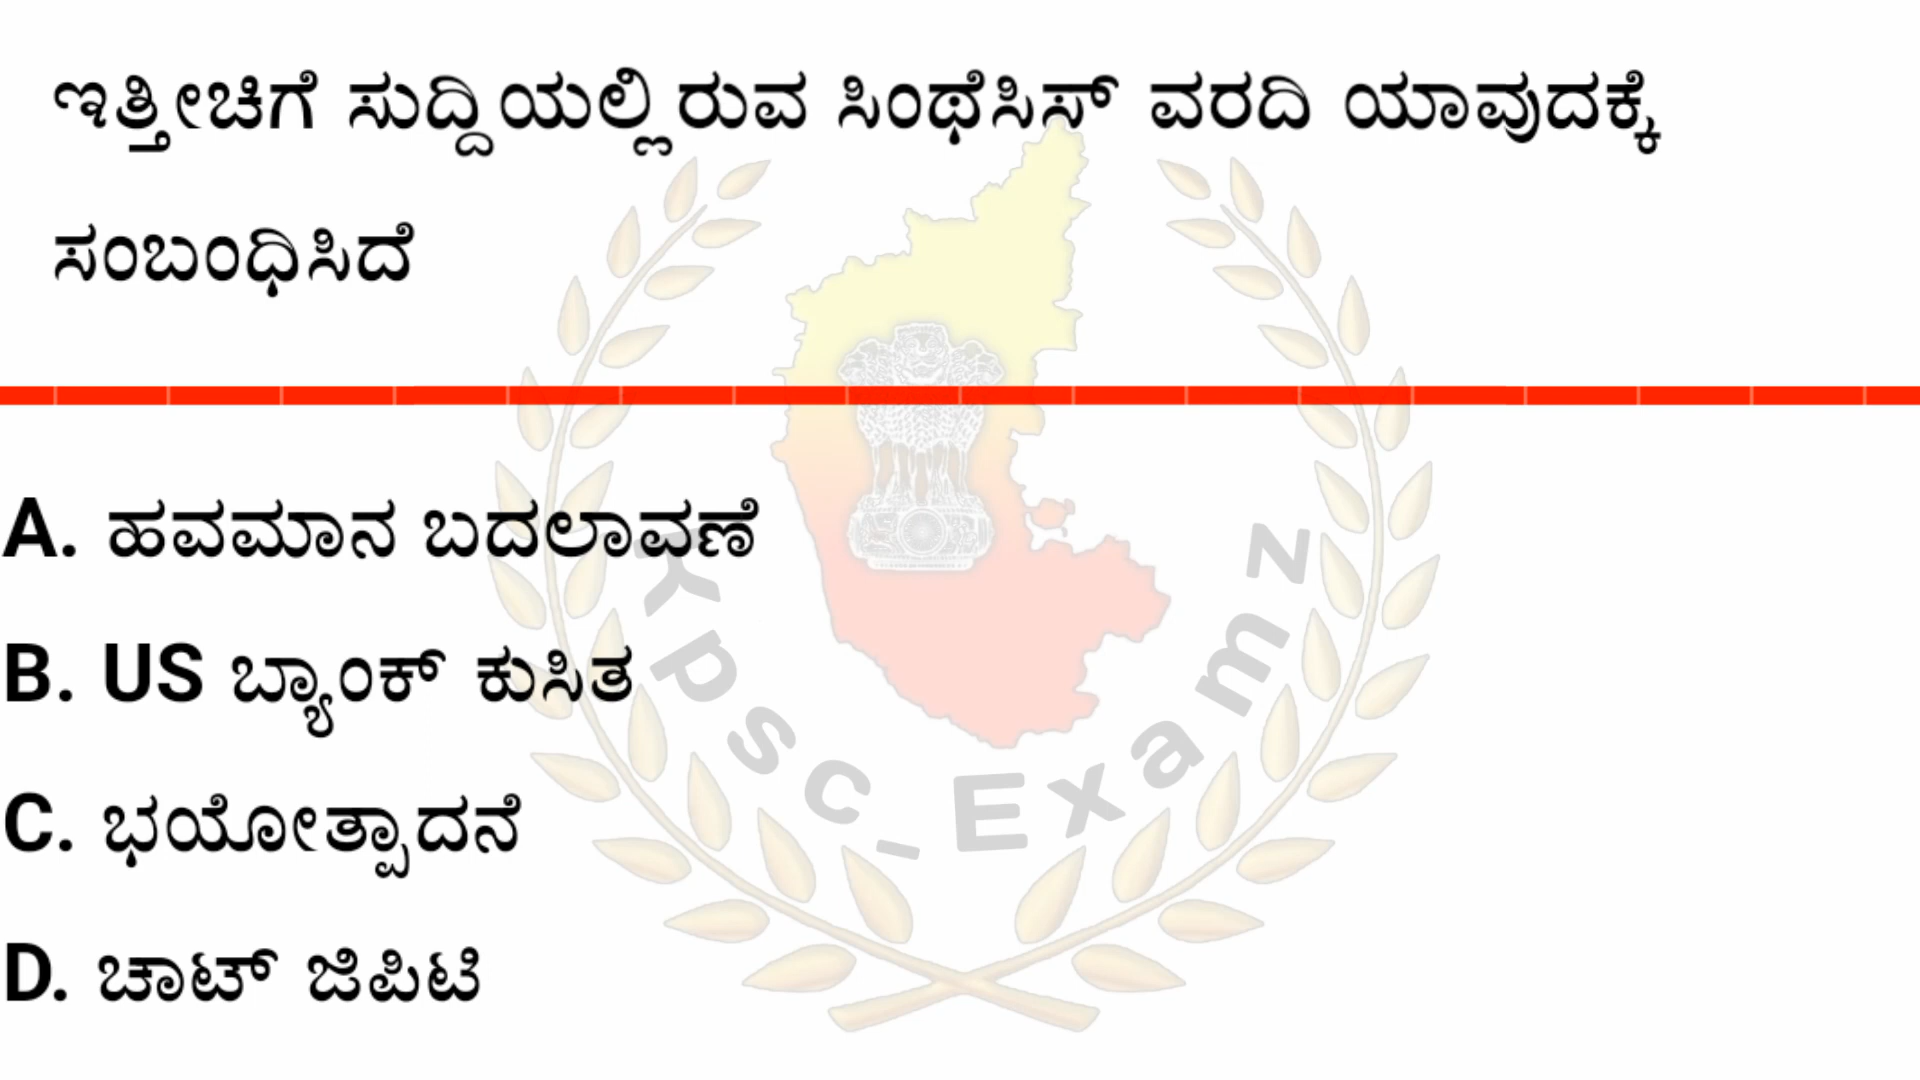 ಇತ್ತೀಚಿಗೆ ಸುದ್ದಿಯಲ್ಲಿರುವ ಸಿಂಥೆಸಿಸ್ ವರದಿ ಯಾವುದಕ್ಕೆ
ಸಂಬಂಧಿಸಿದೆ
A. ಹವಮಾನ ಬದಲಾವಣೆ
B. US ಬ್ಯಾಂಕ್ ಕುಸಿತ
C. ಭಯೋತ್ಪಾದನೆ
D. ಚಾಟ್ ಜಿಪಿಟಿ
Kpsc_Examz